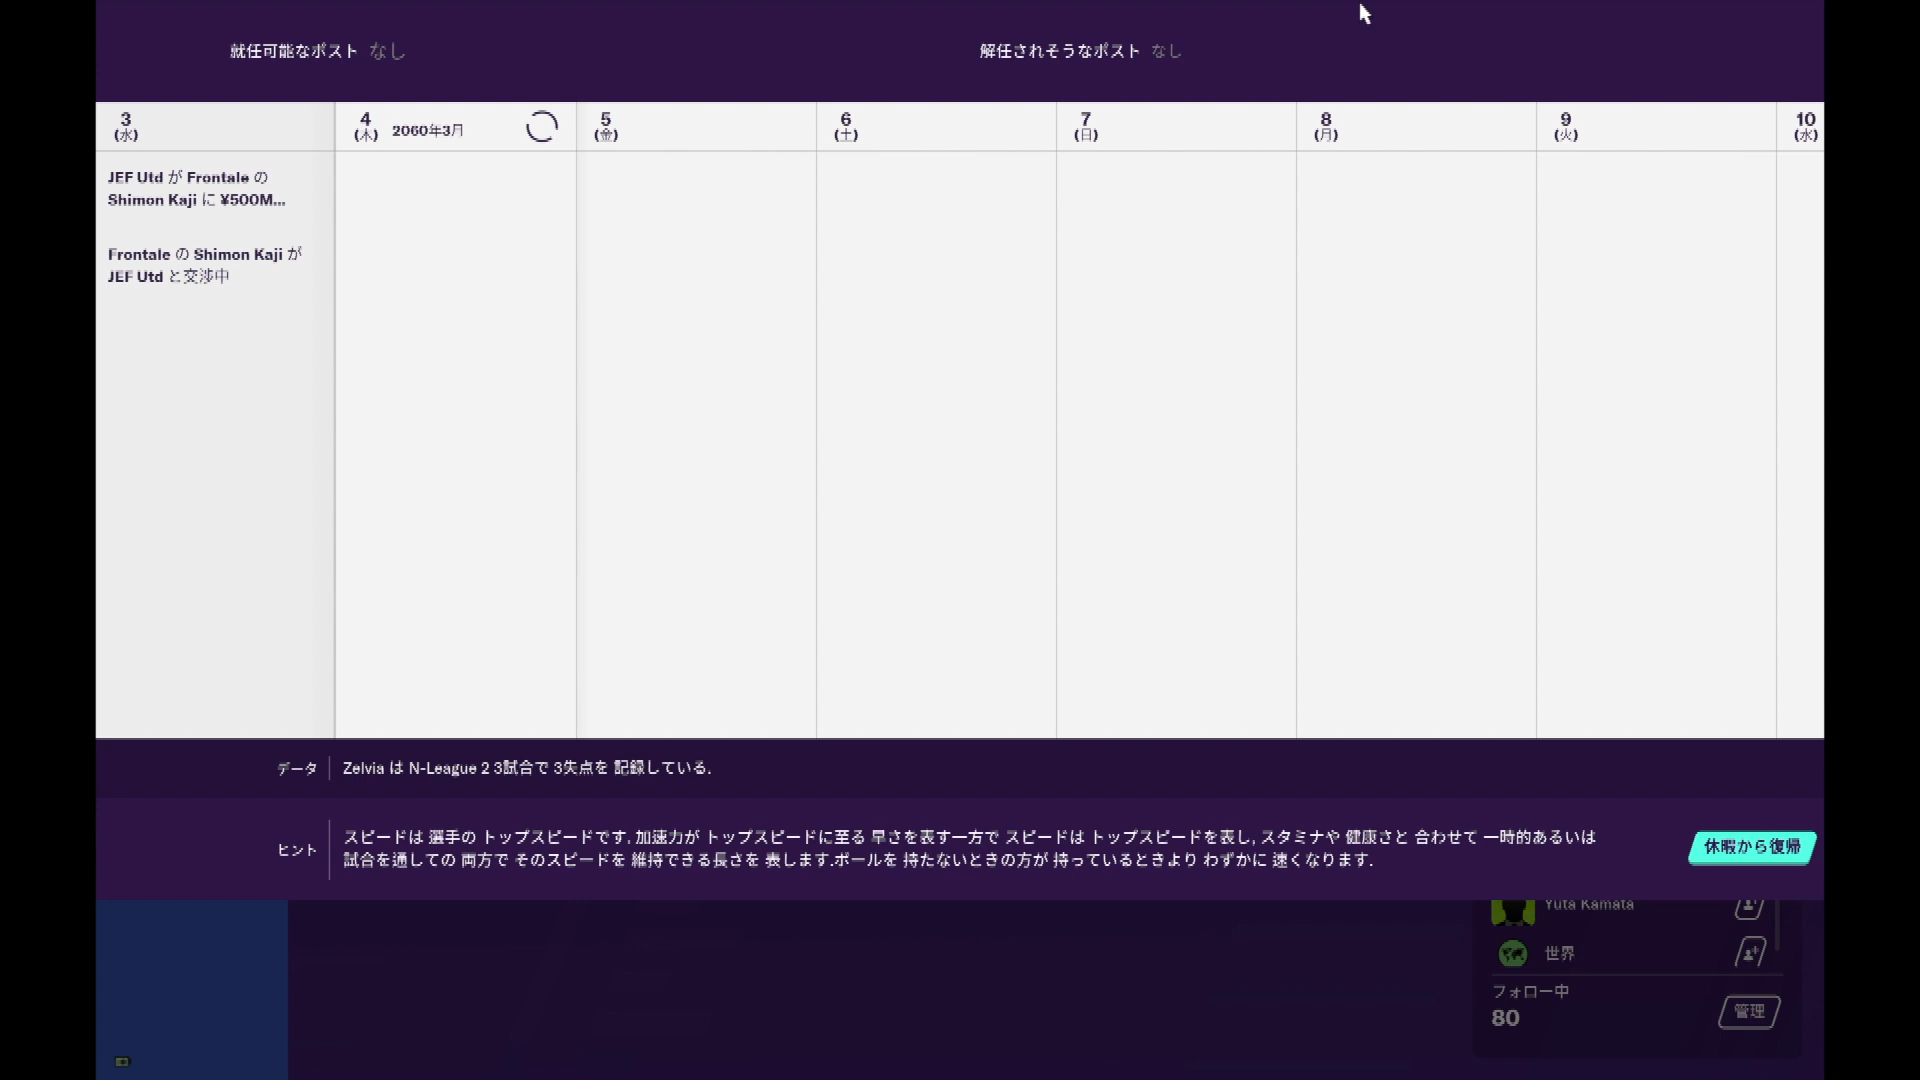 就任可能なポスト なし
解任されそうなポスト なし
3
(水)
4
(木) 2060年3月
5
(金)
6
(土)
7
(日)
8
(月)
9
(火)
10
(水)
JEF Utd が Frontale の
Shimon Kaji に ¥500M...
Frontale の Shimon Kaji が
JEF Utd と交渉中
データ
Zelvia は N-League 2 3試合で 3失点を 記録している.
ヒント
スピードは 選手の トップスピードです, 加速力が トップスピードに至る 早さを表す一方で スピードは トップスピードを表し, スタミナや 健康さと 合わせて 一時的あるいは
試合を通しての 両方で そのスピードを 維持できる長さを 表します.ボールを 持たないときの方が 持っているときより わずかに 速くなります.
休暇から復帰
Yuta Kamata
世界
フォロー中
80
管理